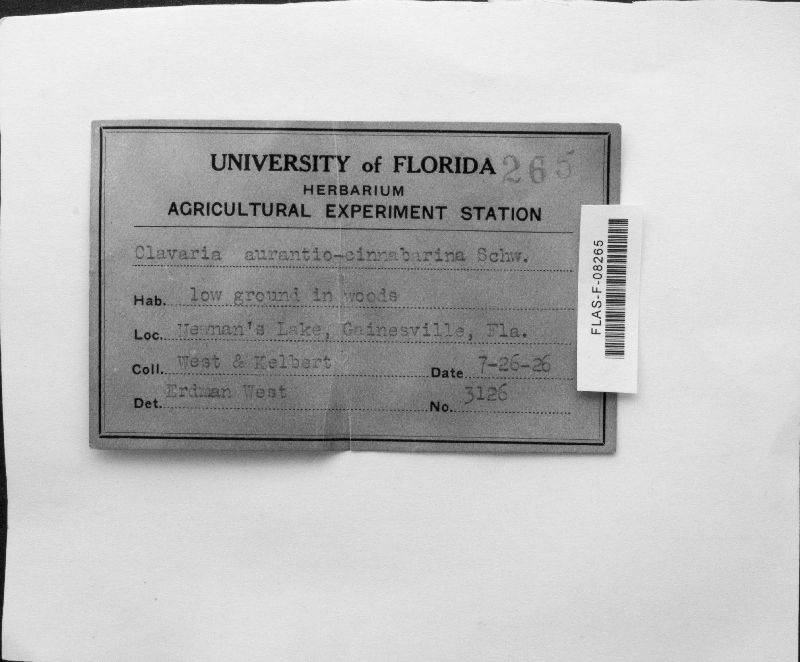 UNIVERSITY of FLORIDA 265
HERBARIUM
AGRICULTURAL EXPERIMENT STATION
Clavaria aurantio-cinnabarina Schw.
Hab. low ground in woods
Loc. Newnan's Lake, Gainesville, Fla.
Coll. West & Kelbert Date 7-26-26
Det. Erdman West No. 3126
FLAS-F-08265